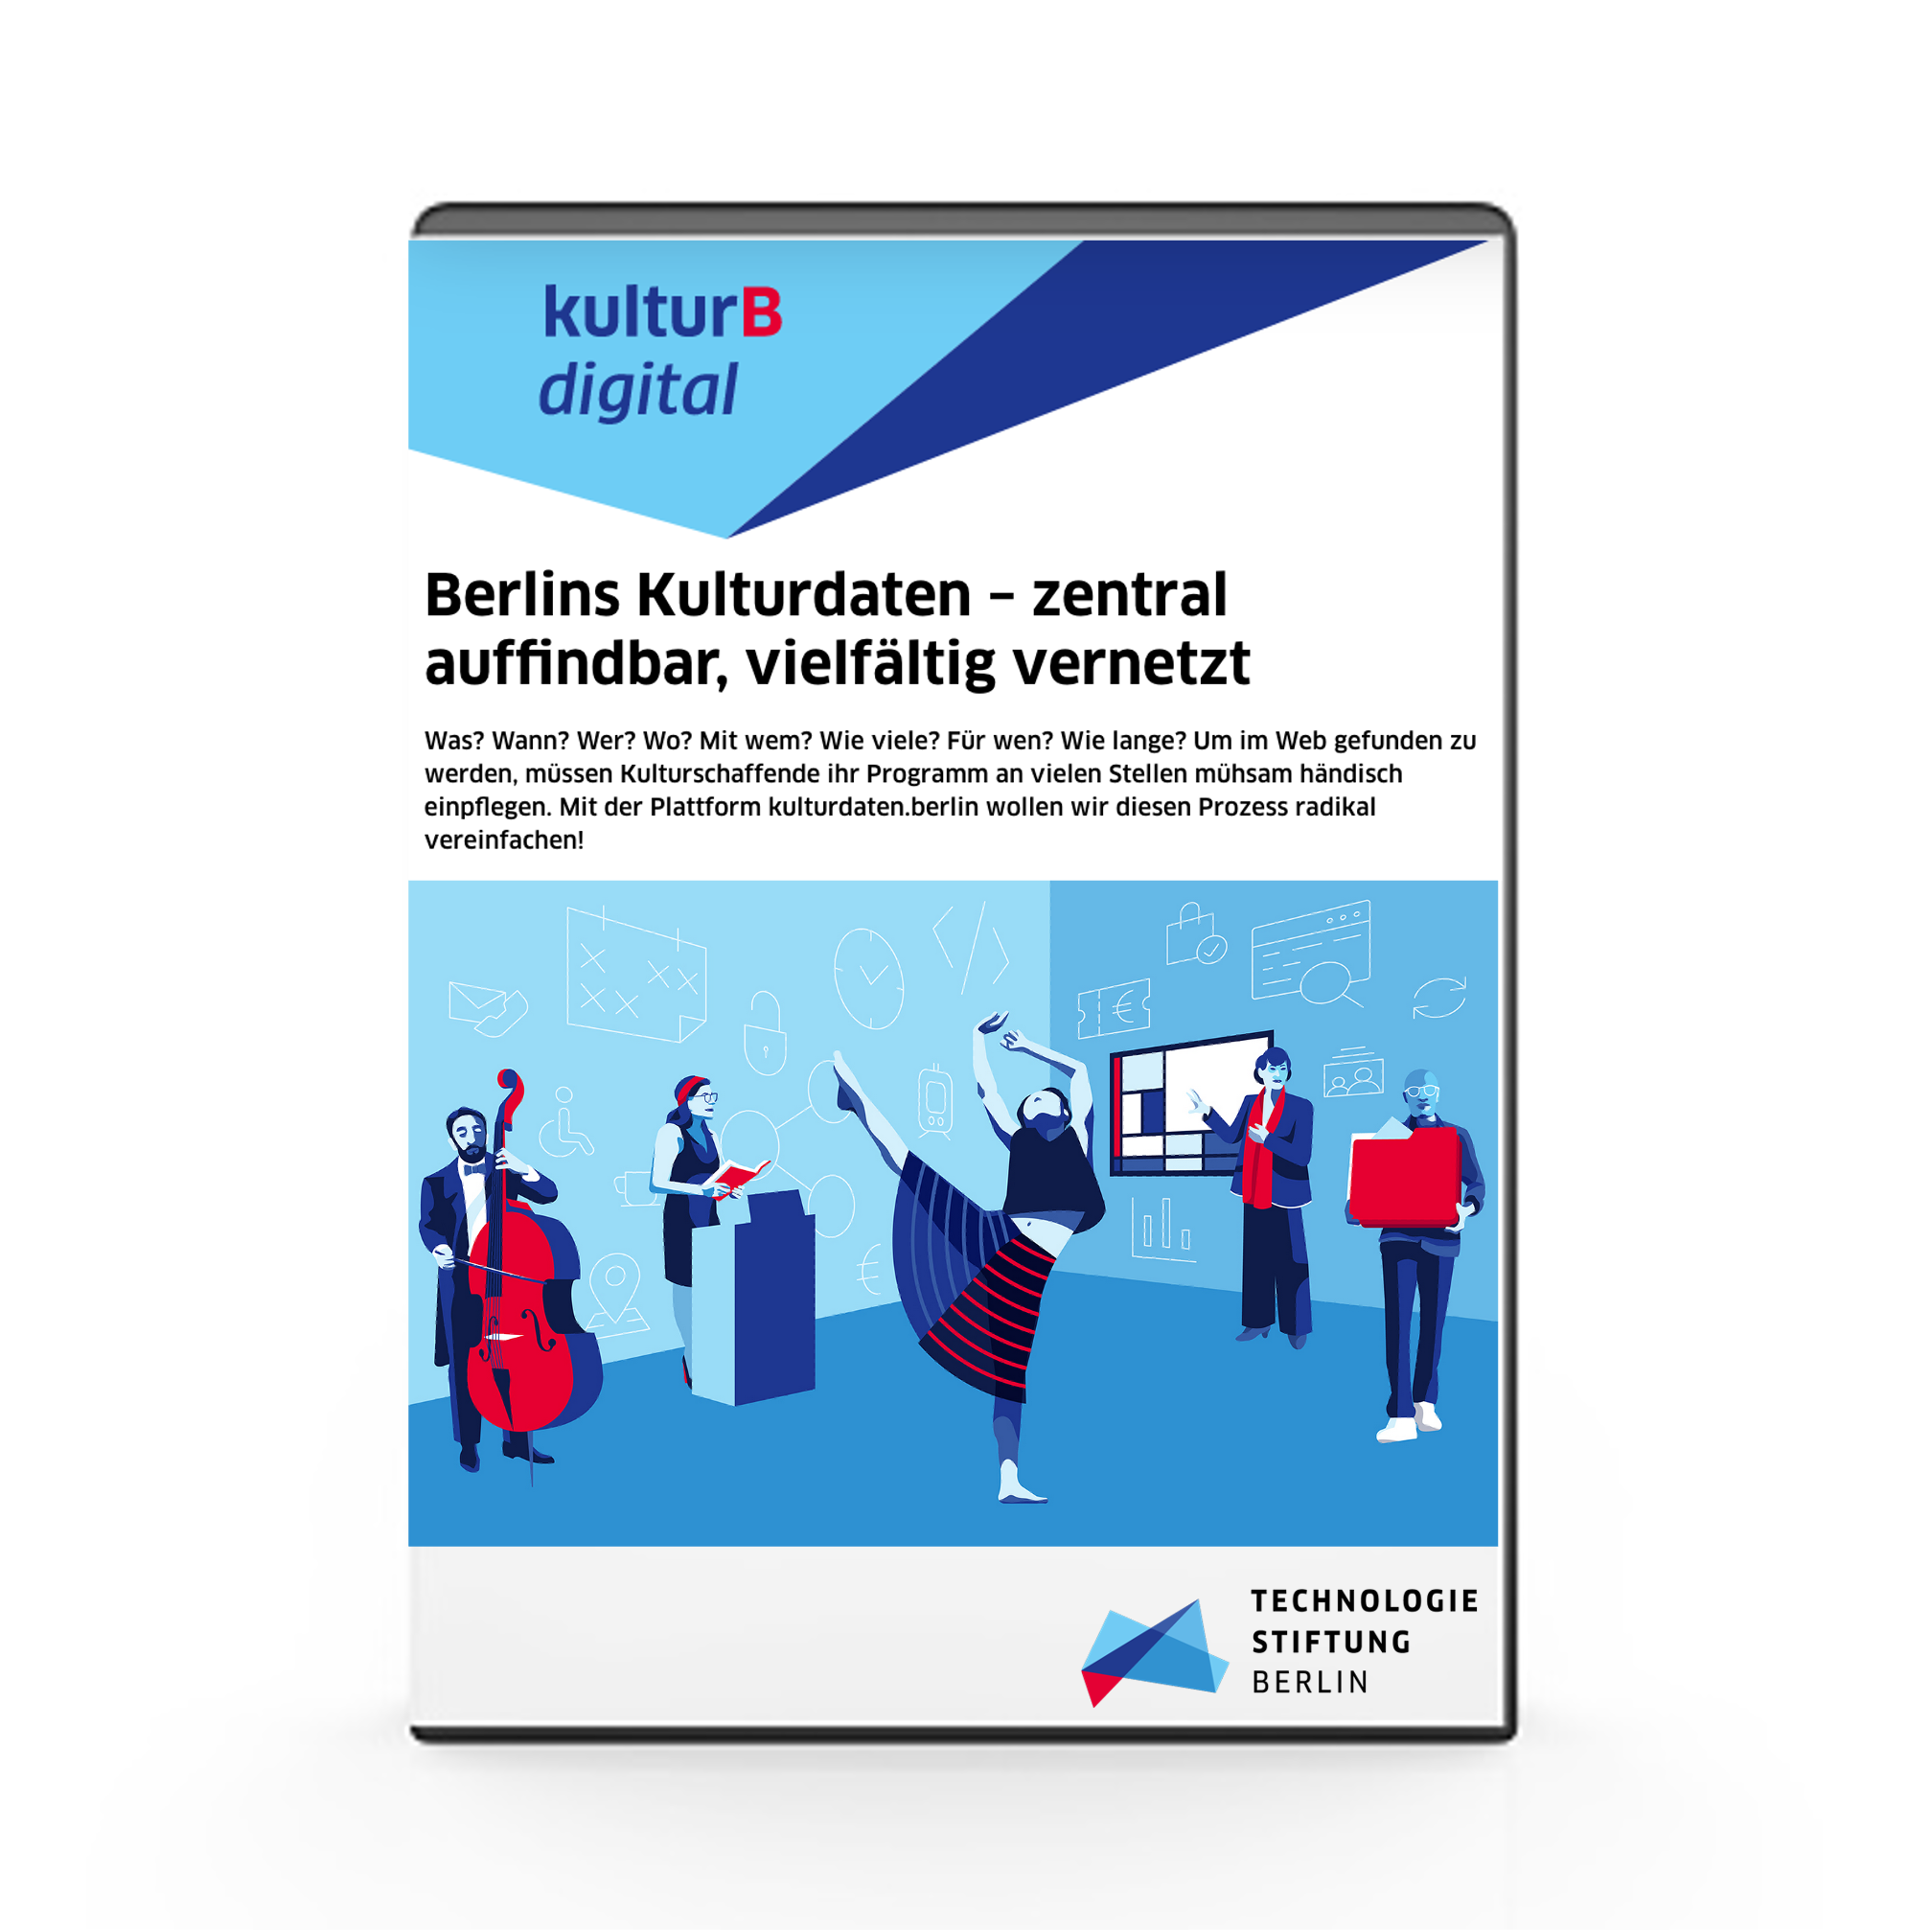 kulturB
digital
Berlins Kulturdaten – zentral
auffindbar, vielfältig vernetzt
Was? Wann? Wer? Wo? Mit wem? Wie viele? Für wen? Wie lange? Um im Web gefunden zu
werden, müssen Kulturschaffende ihr Programm an vielen Stellen mühsam händisch
einpflegen. Mit der Plattform kulturdaten.berlin wollen wir diesen Prozess radikal
vereinfachen!
€
€
TECHNOLOGIE
STIFTUNG
BERLIN